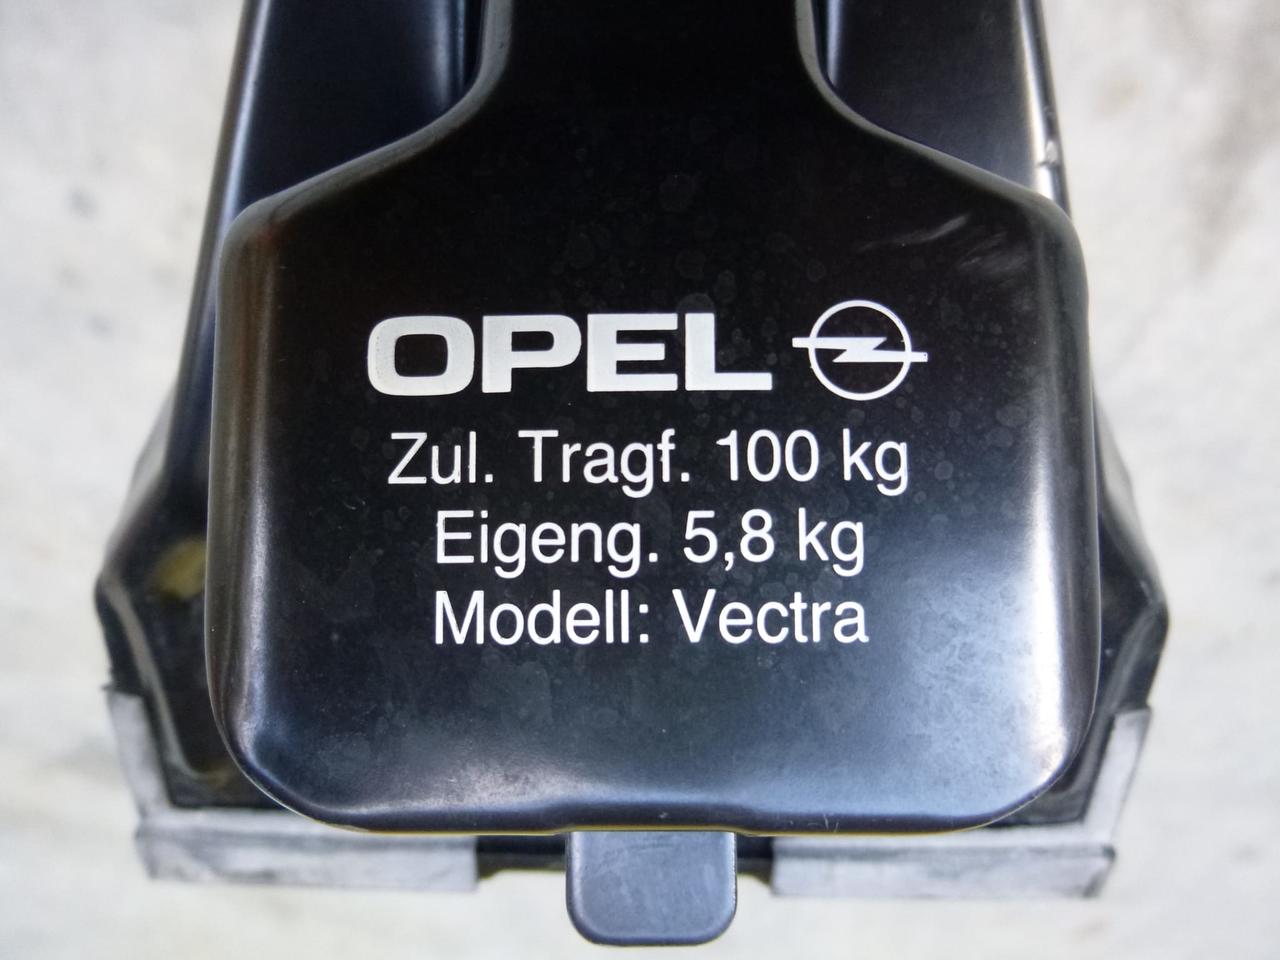 OPEL
Zul. Tragf. 100 kg
Eigeng. 5,8 kg
Modell: Vectra